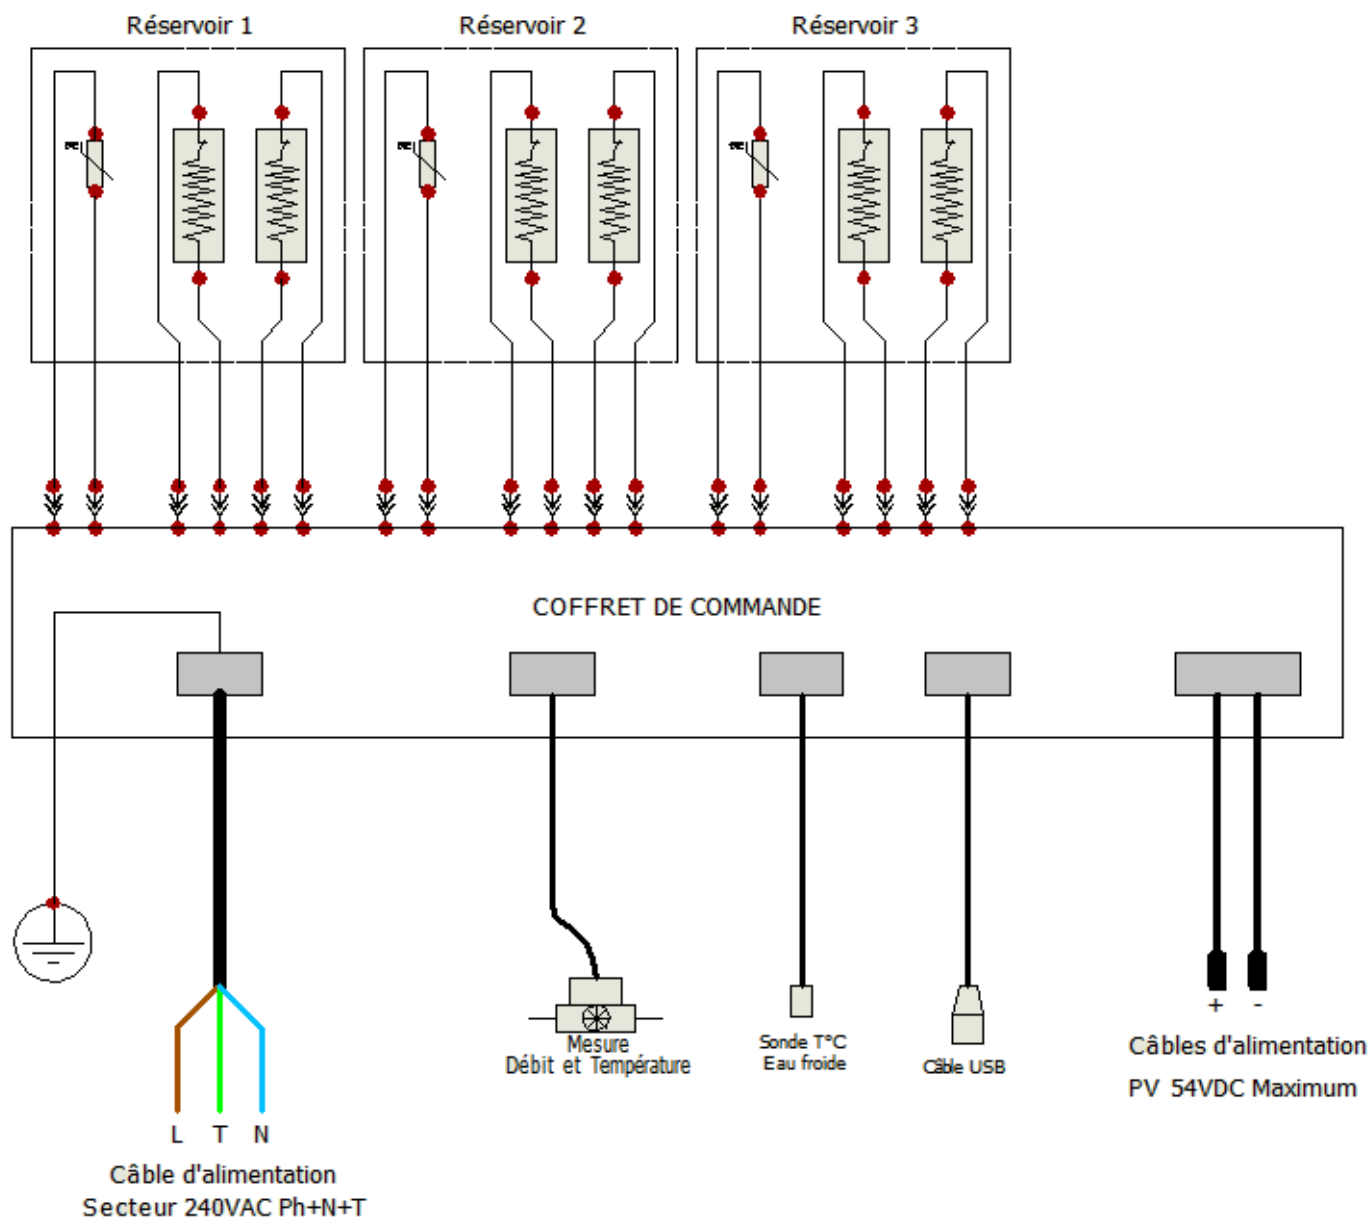 Réservoir 1
Réservoir 2
Réservoir 3
COFFRET DE COMMANDE
+ -
Mesure
Débit et Température
Sonde T°C
Eau froide
Câble USB
Câbles d'alimentation
PV 54VDC Maximum
L T N
Câble d'alimentation
Secteur 240VAC Ph+N+T